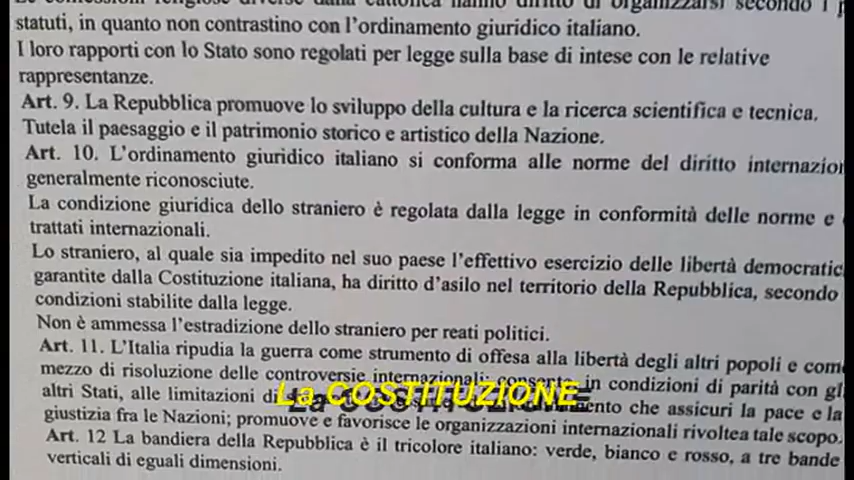 statuti, in quanto non contrastino con l'ordinamento giuridico italiano.
I loro rapporti con lo Stato sono regolati per legge sulla base di intese con le relative
rappresentanze.
Art. 9. La Repubblica promuove lo sviluppo della cultura e la ricerca scientifica e tecnica.
Tutela il paesaggio e il patrimonio storico e artistico della Nazione.
Art. 10. L'ordinamento giuridico italiano si conforma alle norme del diritto internazion
generalmente riconosciute.
La condizione giuridica dello straniero è regolata dalla legge in conformità delle norme e
trattati internazionali.
Lo straniero, al quale sia impedito nel suo paese l'effettivo esercizio delle libertà democratic
garantite dalla Costituzione italiana, ha diritto d'asilo nel territorio della Repubblica, secondo
condizioni stabilite dalla legge.
Non è ammessa l'estradizione dello straniero per reati politici.
Art. 11. L'Italia ripudia la guerra come strumento di offesa alla libertà degli altri popoli e com
mezzo di risoluzione delle controversie internazionali; consente, in condizioni di parità con gl
altri Stati, alle limitazioni di che assicuri la pace e la
La COSTITUZIONE
giustizia fra le Nazioni; promuove e favorisce le organizzazioni internazionali rivoltea tale scopo.
Art. 12 La bandiera della Repubblica è il tricolore italiano: verde, bianco e rosso, a tre bande
verticali di eguali dimensioni.